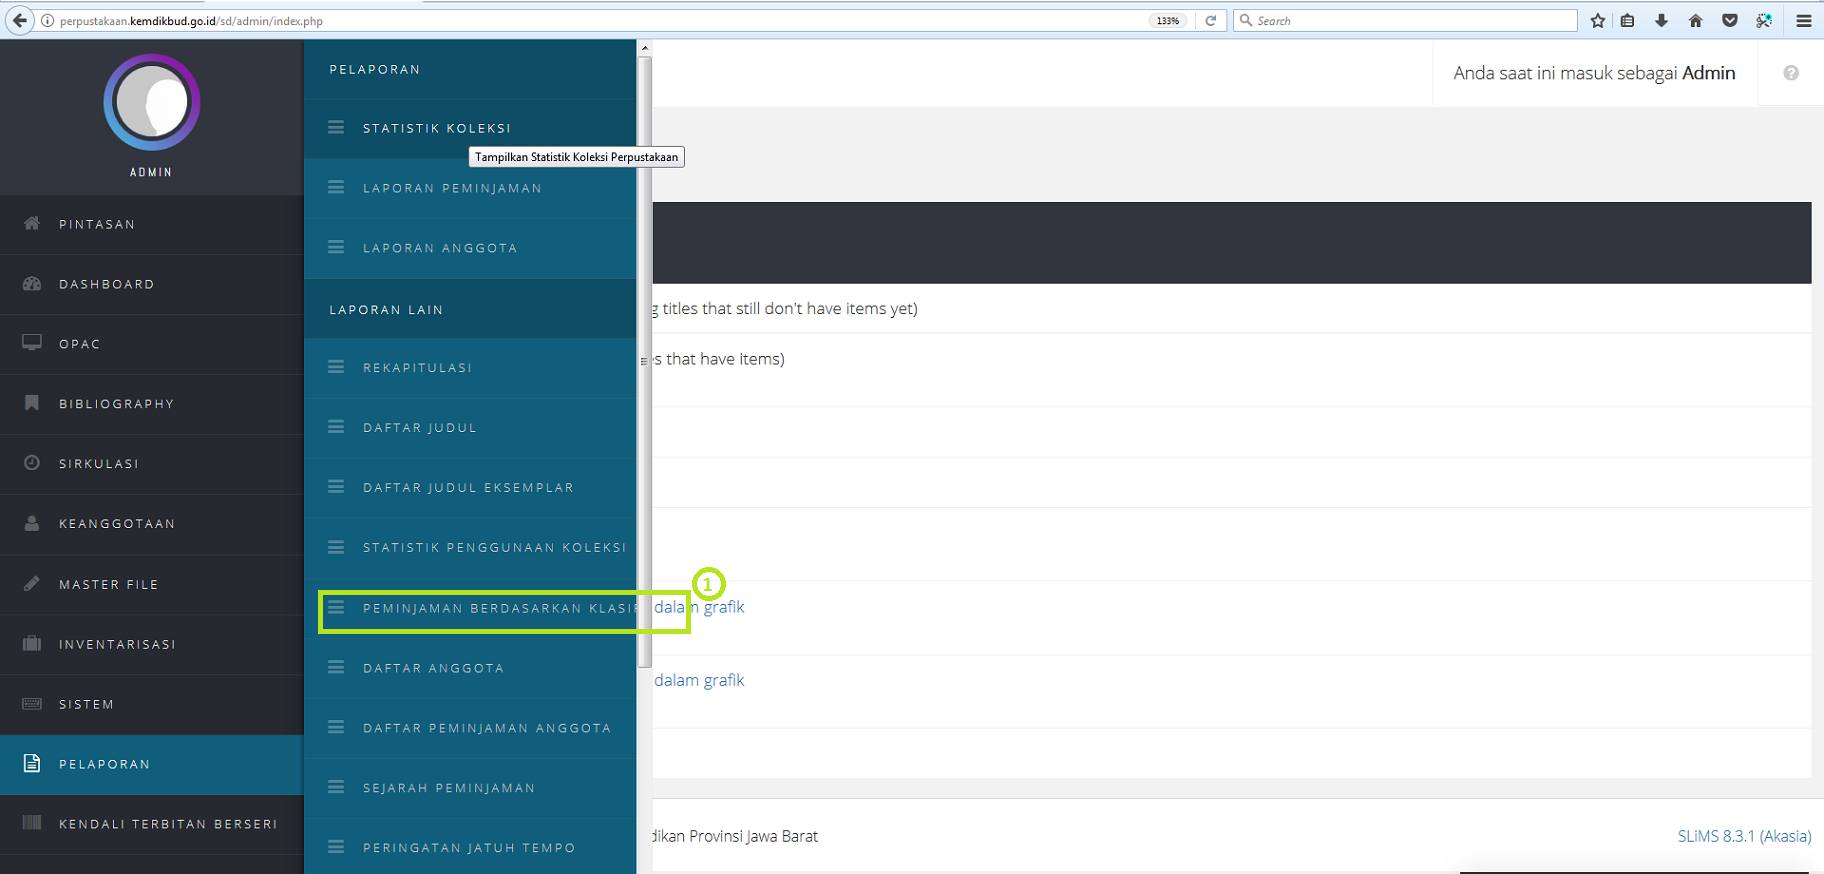 perpustakaan.kemdikbud.go.id/sd/admin/index.php
133%
Search
ADMIN
PINTASAN
DASHBOARD
OPAC
BIBLIOGRAPHY
SIRKULASI
KEANGGOTAAN
MASTER FILE
INVENTARISASI
SISTEM
PELAPORAN
KENDALI TERBITAN BERSERI
PELAPORAN
STATISTIK KOLEKSI
Tampilkan Statistik Koleksi Perpustakaan
LAPORAN PEMINJAMAN
LAPORAN ANGGOTA
LAPORAN LAIN
REKAPITULASI
DAFTAR JUDUL
DAFTAR JUDUL EKSEMPLAR
STATISTIK PENGGUNAAN KOLEKSI
PEMINJAMAN BERDASARKAN KLASIF
1
DAFTAR ANGGOTA
DAFTAR PEMINJAMAN ANGGOTA
SEJARAH PEMINJAMAN
PERINGATAN JATUH TEMPO
Anda saat ini masuk sebagai Admin
?
g titles that still don't have items yet)
s that have items)
dalam grafik
dalam grafik
dikan Provinsi Jawa Barat
SLiMS 8.3.1 (Akasia)